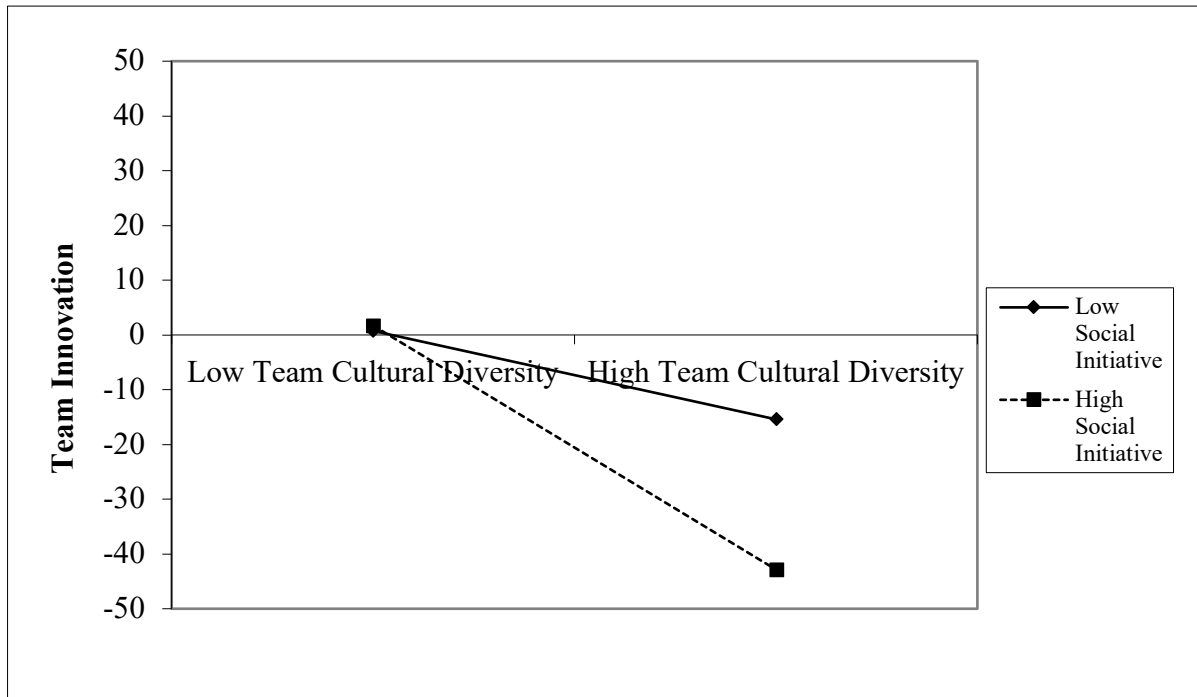 50
40
30
20
10
0
-10
-20
-30
-40
-50
Team Innovation
Low Team Cultural Diversity
High Team Cultural Diversity
Low
Social
Initiative
High
Social
Initiative